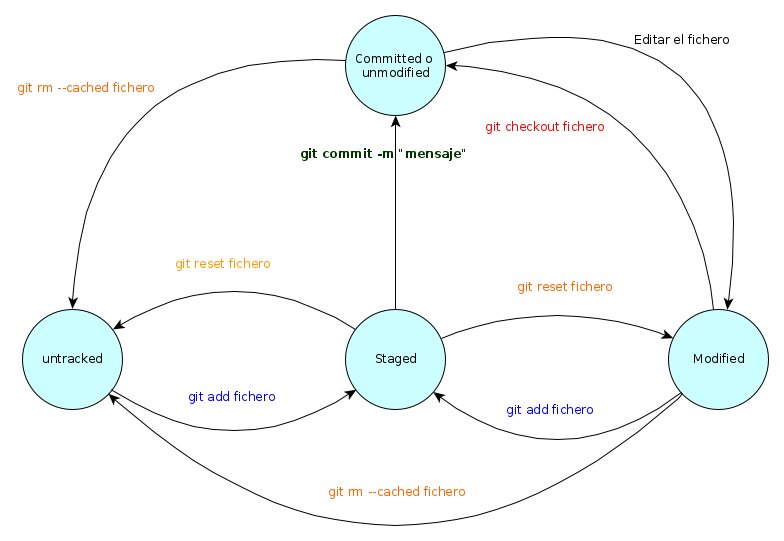 Editar el fichero
Committed o
unmodified
git rm --cached fichero
git checkout fichero
git commit -m "mensaje"
git reset fichero
git reset fichero
untracked
Staged
Modified
git add fichero
git add fichero
git rm --cached fichero